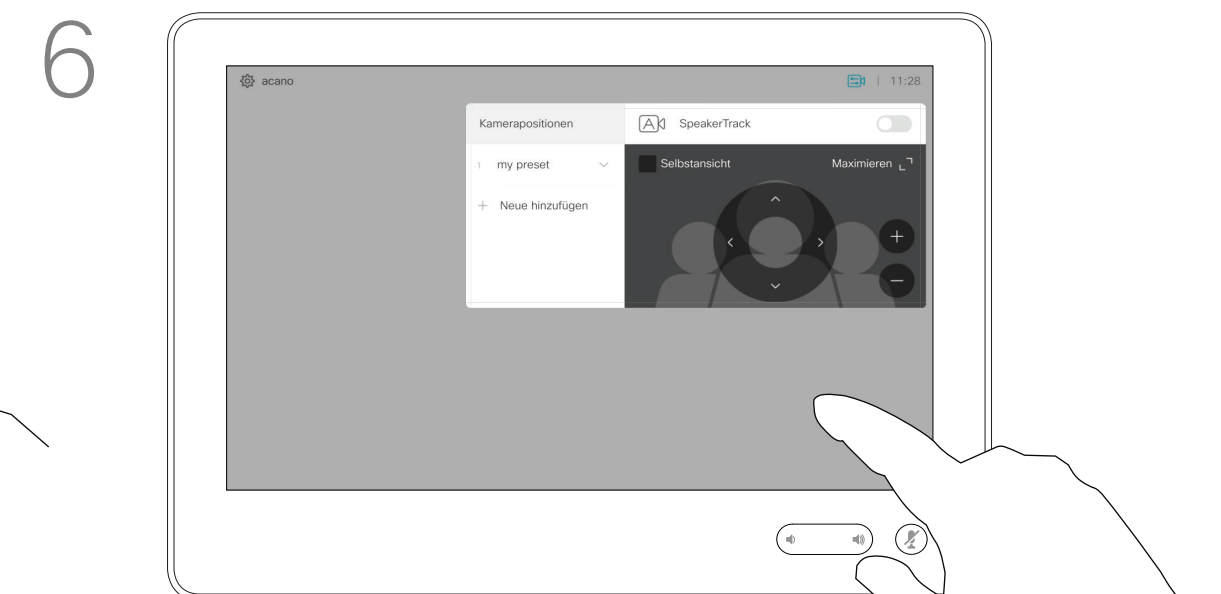 6
acano
11:28
Kamerapositionen
SpeakerTrack
1 my preset
Selbstansicht
Maximieren
+ Neue hinzufügen